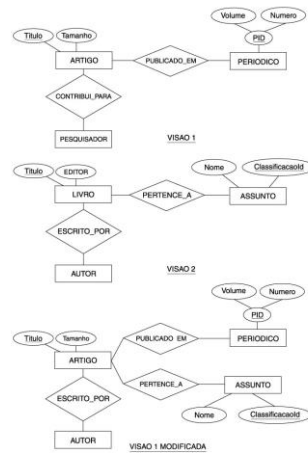 Volume Numero
Titulo Tamanho
PID
ARTIGO PUBLICADO_EM PERIODICO
CONTRIBUI_PARA
PESQUISADOR
VISAO 1
Titulo EDITOR Nome ClassificacaoId
LIVRO PERTENCE_A ASSUNTO
ESCRITO_POR
AUTOR
VISAO 2
Volume Numero
Titulo Tamanho PID
PUBLICADO EM PERIODICO
ARTIGO
PERTENCE_A ASSUNTO
ESCRITO_POR
Nome ClassificacaoId
AUTOR
VISAO 1 MODIFICADA